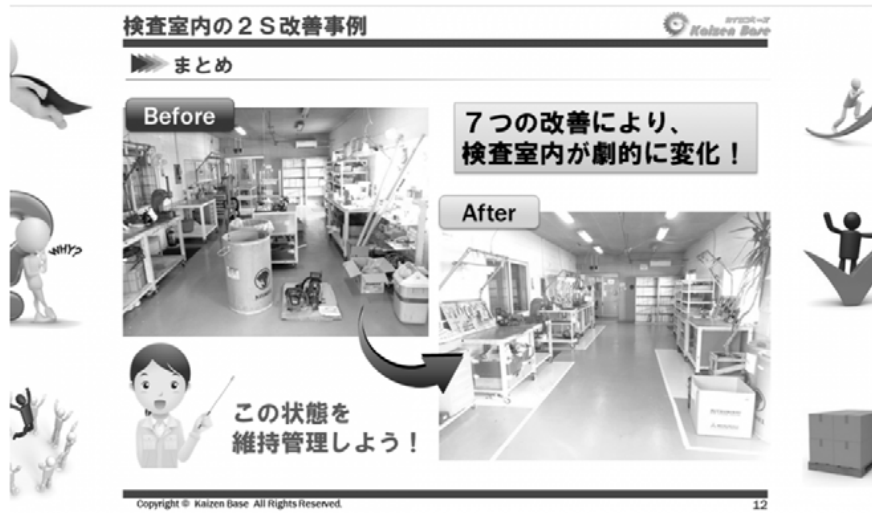 検査室内の2S改善事例
Kaizen Base
まとめ
Before
7つの改善により、
検査室内が劇的に変化！
After
WHY?
この状態を
維持管理しよう！
Copyright © Kaizen Base All Rights Reserved.
12